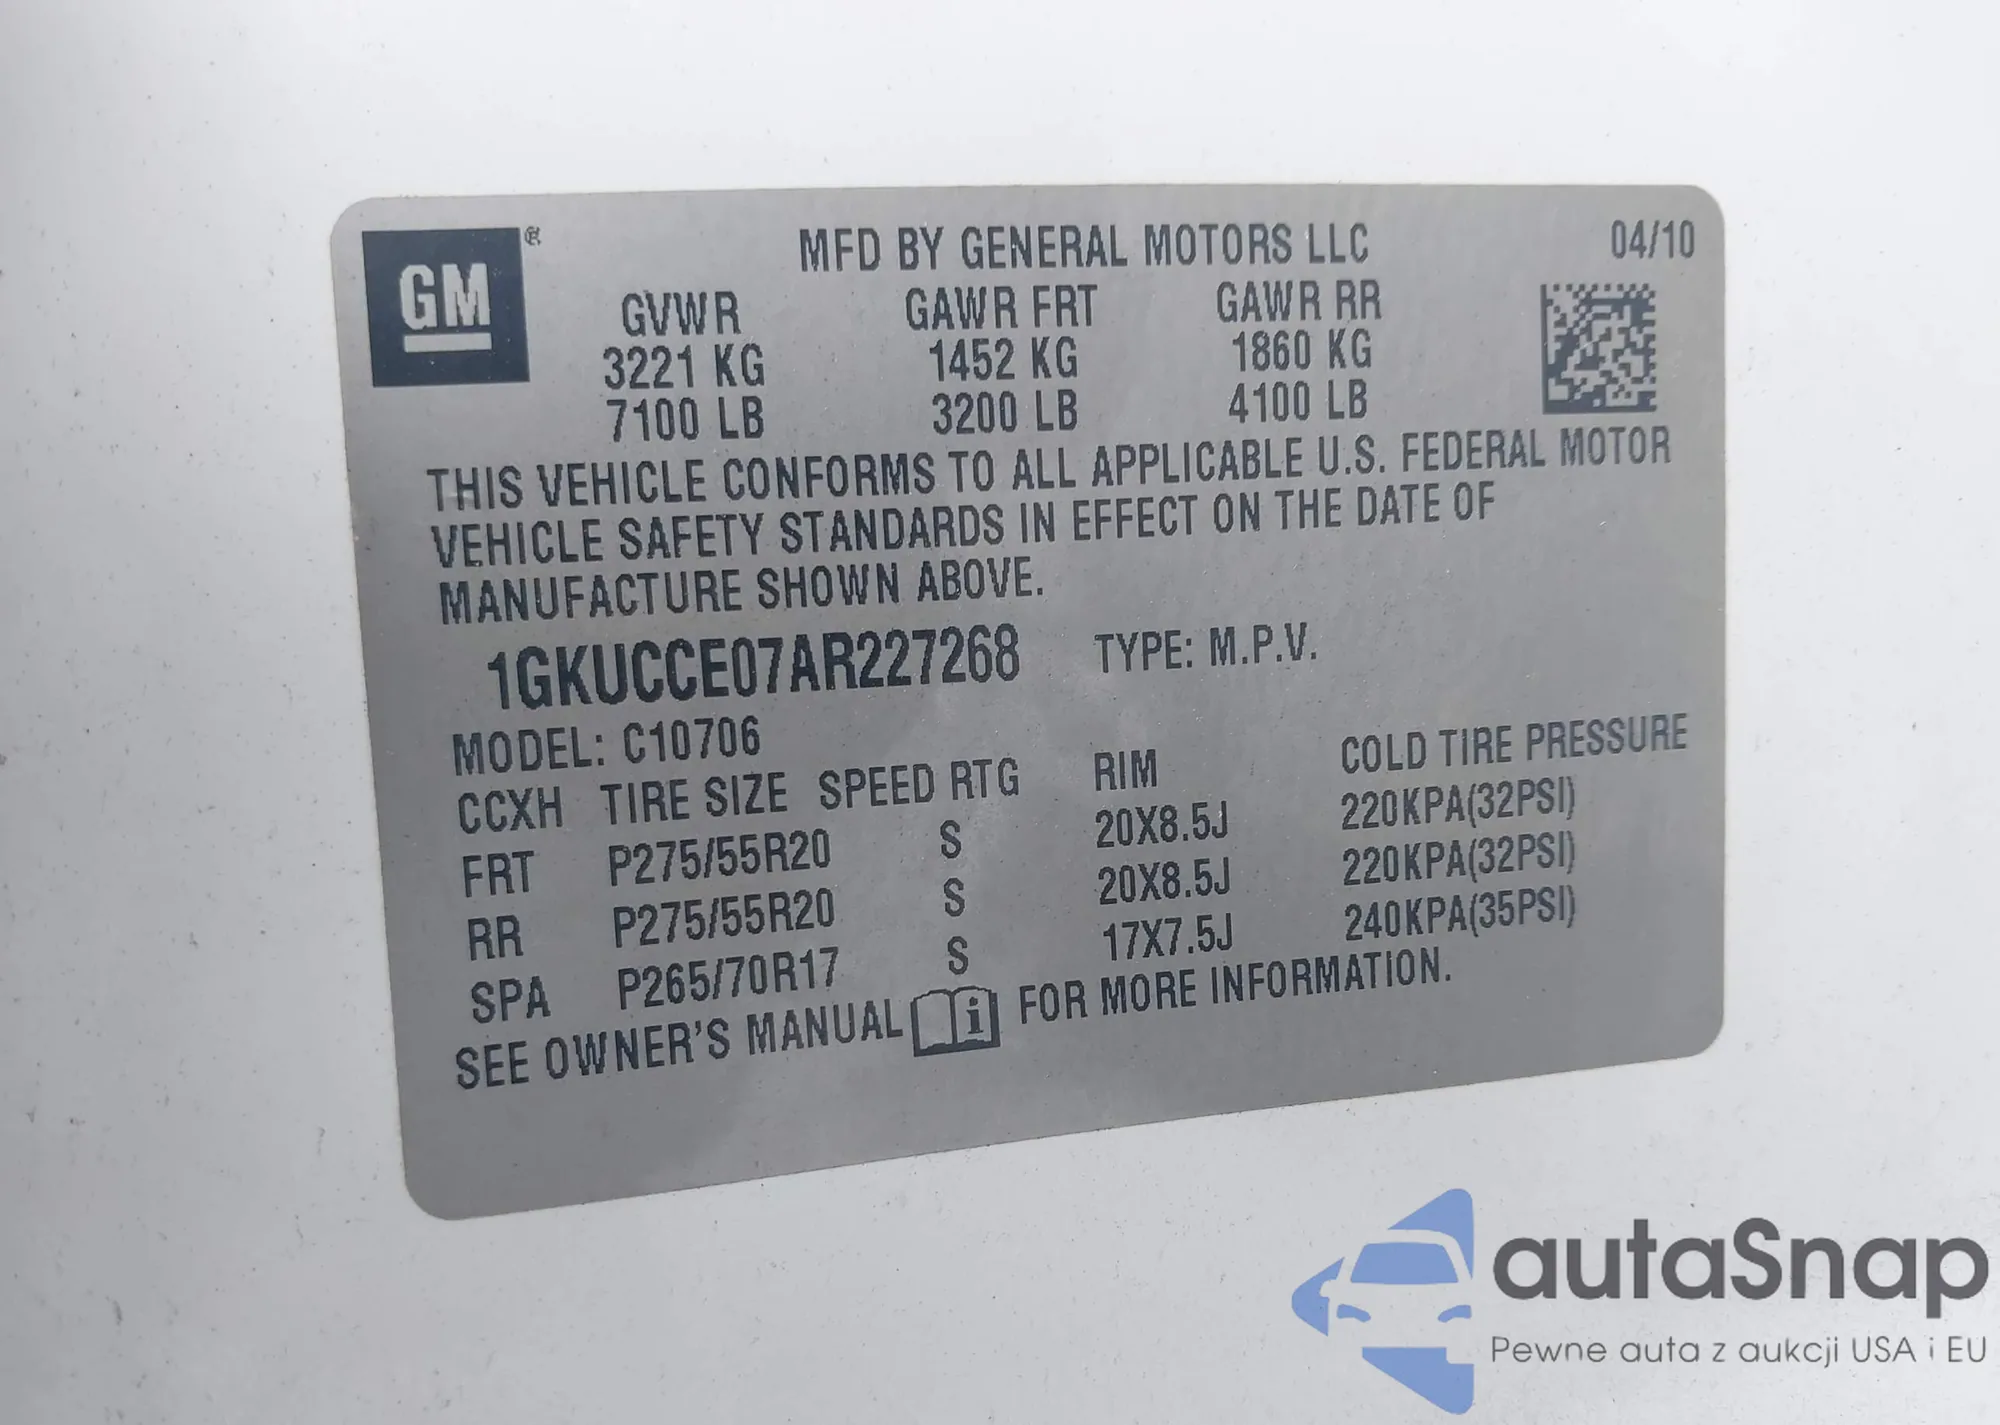 GM ®
MFD BY GENERAL MOTORS LLC 04/10
GVWR GAWR FRT GAWR RR
3221 KG 1452 KG 1860 KG
7100 LB 3200 LB 4100 LB
THIS VEHICLE CONFORMS TO ALL APPLICABLE U.S. FEDERAL MOTOR
VEHICLE SAFETY STANDARDS IN EFFECT ON THE DATE OF
MANUFACTURE SHOWN ABOVE.
1GKUCCE07AR227268 TYPE: M.P.V.
MODEL: C10706
CCXH TIRE SIZE SPEED RTG RIM COLD TIRE PRESSURE
FRT P275/55R20 S 20X8.5J 220KPA(32PSI)
RR P275/55R20 S 20X8.5J 220KPA(32PSI)
SPA P265/70R17 S 17X7.5J 240KPA(35PSI)
SEE OWNER'S MANUAL i FOR MORE INFORMATION.
autaSnap
Pewne auta z aukcji USA i EU